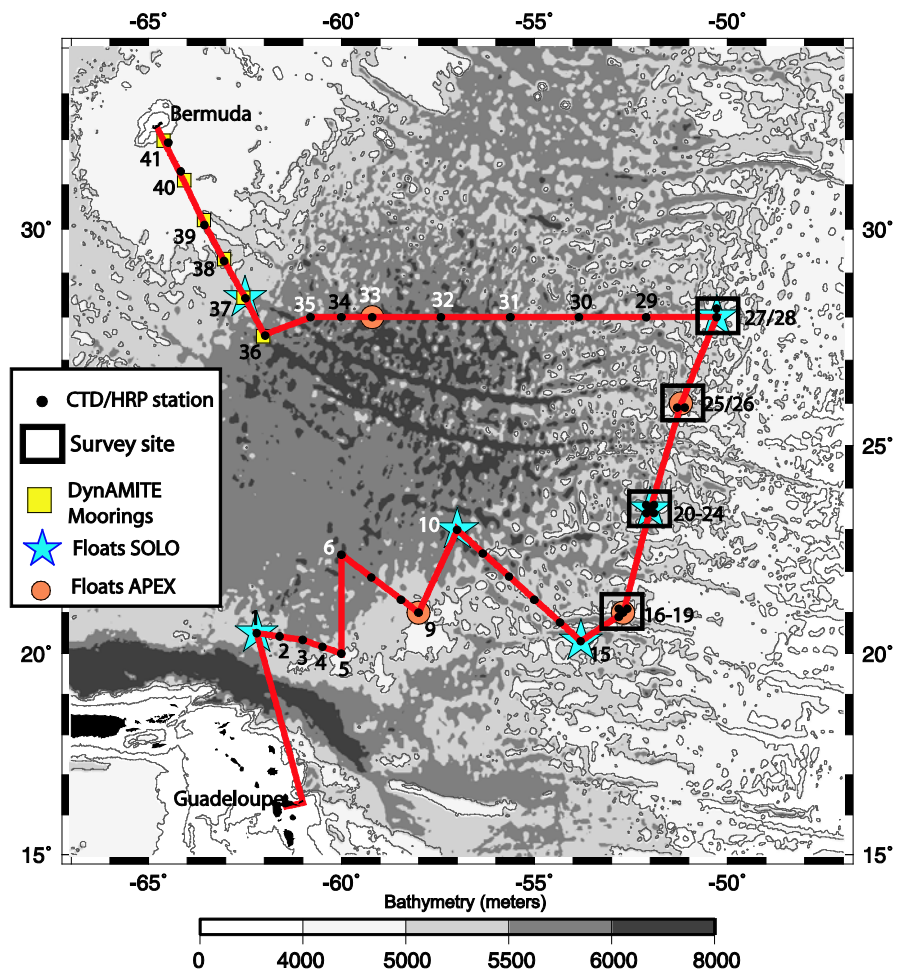 -65° -60° -55° -50°
Bermuda
41
40
30° 39 30°
38
37 35 34 33 32 31 30 29 27/28
36
CTD/HRP station 25/26
Survey site
25°
DynAMITE
Moorings
10 20-24
Floats SOLO
6
Floats APEX
1 9 16-19
20° 2 3 4 5 15 20°
Guadeloupe
15° 15°
-65° -60° -55° -50°
Bathymetry (meters)
0 4000 5000 5500 6000 8000